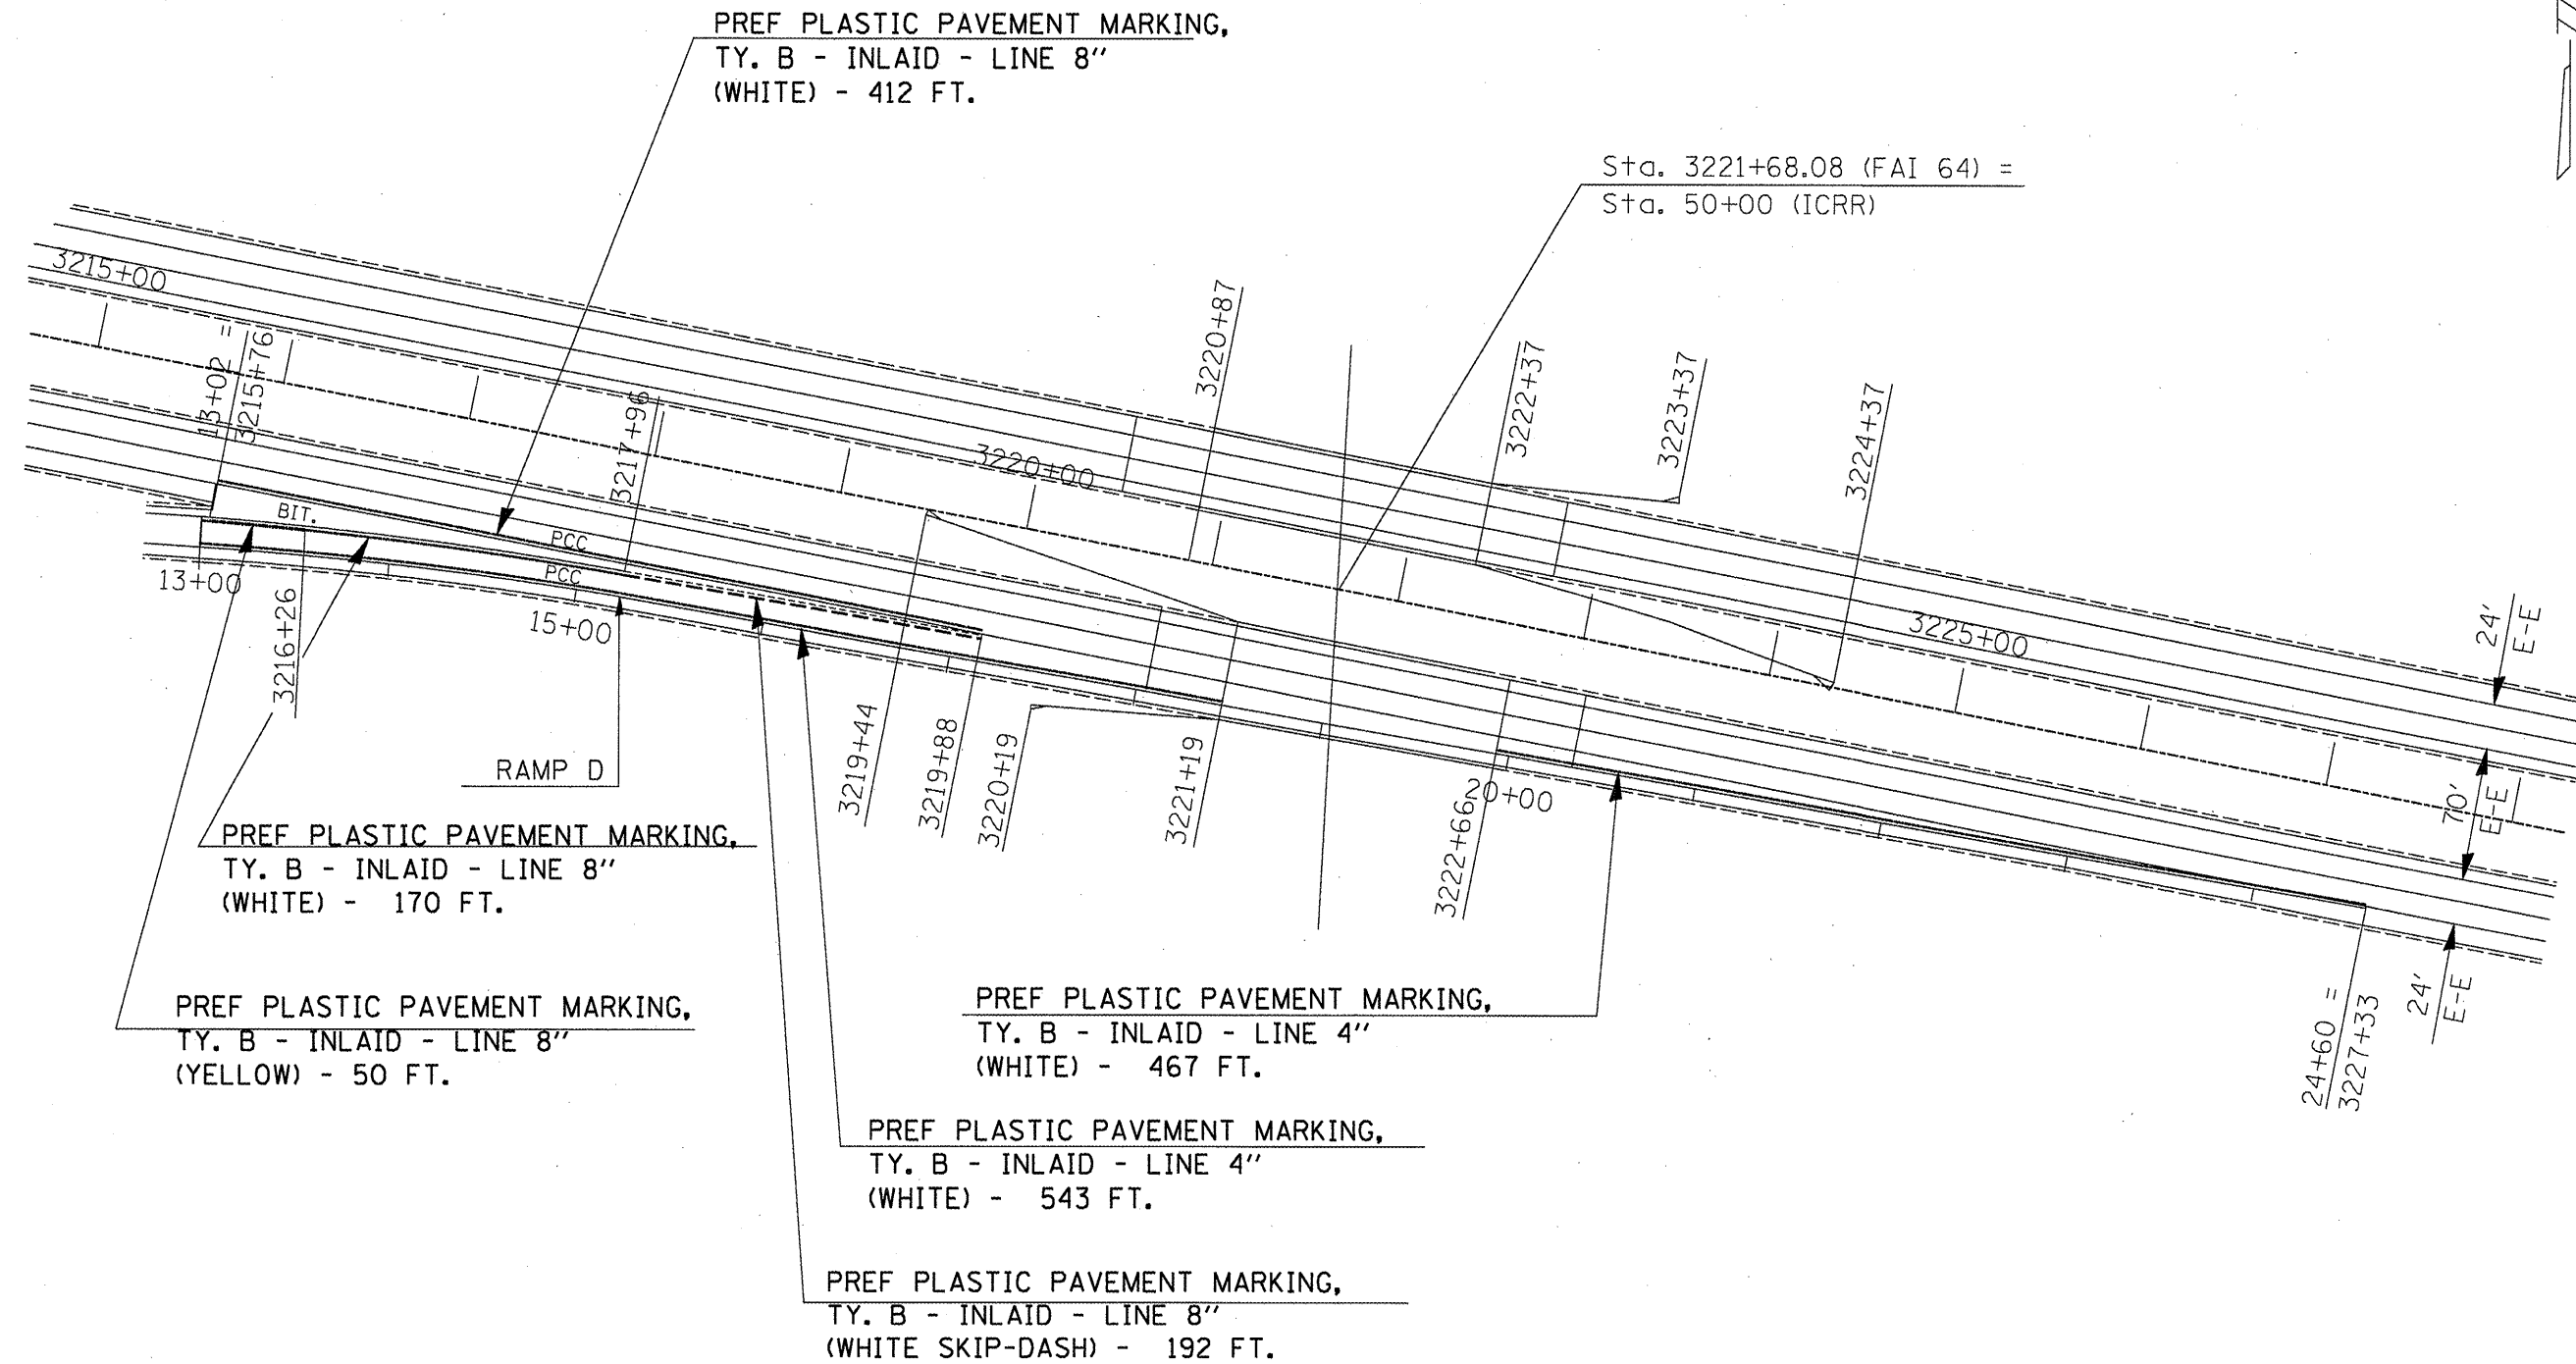 PREF PLASTIC PAVEMENT MARKING,
TY. B - INLAID - LINE 8"
(WHITE) - 412 FT.
Sta. 3221+68.08 (FAI 64) =
Sta. 50+00 (ICRR)
3215+00
13+02 =
3215+76
3217+96
3220+00
3220+87
3222+37
3223+37
3224+37
3225+00
24'
E-E
70'
E-E
24'
E-E
BIT.
PCC
PCC
13+00
3216+26
15+00
RAMP D
3219+44
3219+88
3220+19
3221+19
3222+66
20+00
24+60 =
3227+33
PREF PLASTIC PAVEMENT MARKING,
TY. B - INLAID - LINE 8"
(WHITE) - 170 FT.
PREF PLASTIC PAVEMENT MARKING,
TY. B - INLAID - LINE 8"
(YELLOW) - 50 FT.
PREF PLASTIC PAVEMENT MARKING,
TY. B - INLAID - LINE 4"
(WHITE) - 467 FT.
PREF PLASTIC PAVEMENT MARKING,
TY. B - INLAID - LINE 4"
(WHITE) - 543 FT.
PREF PLASTIC PAVEMENT MARKING,
TY. B - INLAID - LINE 8"
(WHITE SKIP-DASH) - 192 FT.